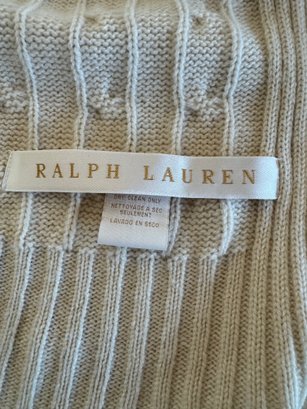 RALPH LAUREN
DRY CLEAN ONLY
NETTOYAGE A SEC
SEULEMENT
LAVADO EN SECO